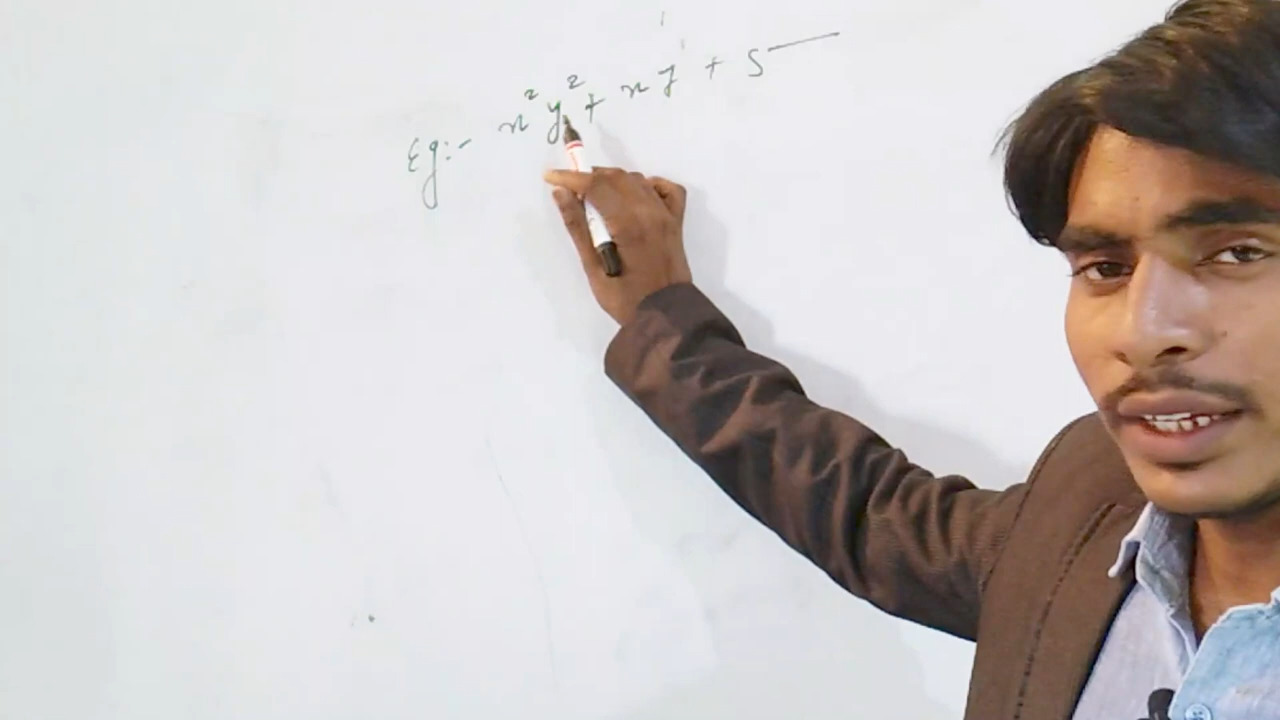 Eg:- x²y² + xy + 5